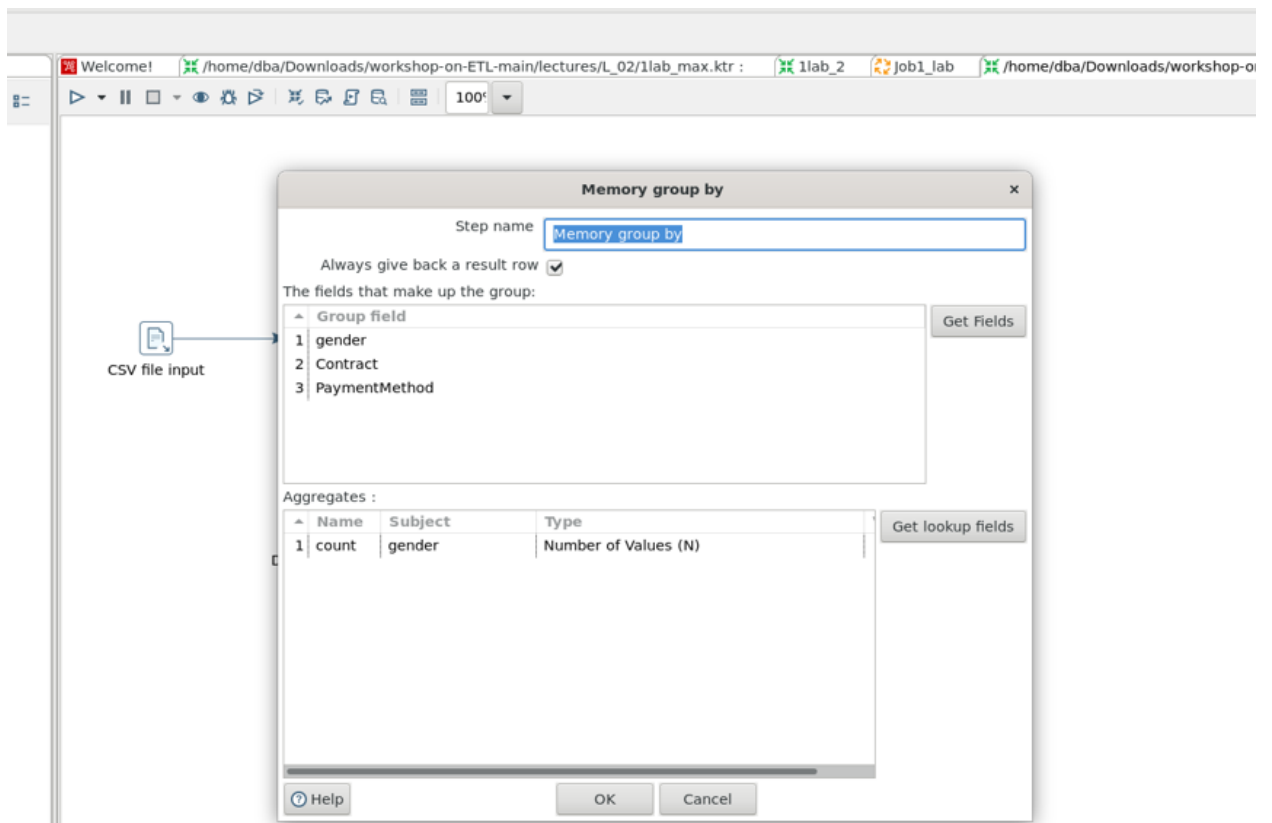 Welcome! /home/dba/Downloads/workshop-on-ETL-main/lectures/L_02/1lab_max.ktr : 1lab_2 Job1_lab /home/dba/Downloads/workshop-o
100%
Memory group by
Step name Memory group by
Always give back a result row
The fields that make up the group:
Group field
Get Fields
1 gender
2 Contract
3 PaymentMethod
CSV file input
Aggregates :
Name Subject Type
Get lookup fields
1 count gender Number of Values (N)
Help OK Cancel